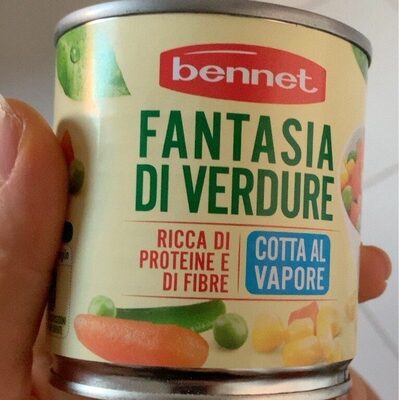 bennet
FANTASIA
DI VERDURE
RICCA DI
PROTEINE E
DI FIBRE
COTTA AL
VAPORE